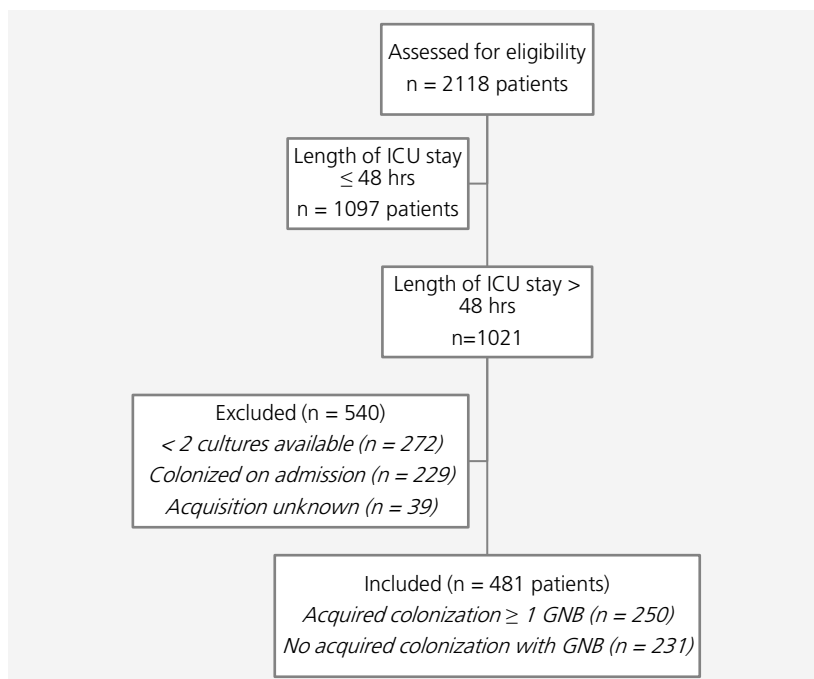 Assessed for eligibility
n = 2118 patients
Length of ICU stay
≤ 48 hrs
n = 1097 patients
Length of ICU stay >
48 hrs
n=1021
Excluded (n = 540)
< 2 cultures available (n = 272)
Colonized on admission (n = 229)
Acquisition unknown (n = 39)
Included (n = 481 patients)
Acquired colonization ≥ 1 GNB (n = 250)
No acquired colonization with GNB (n = 231)